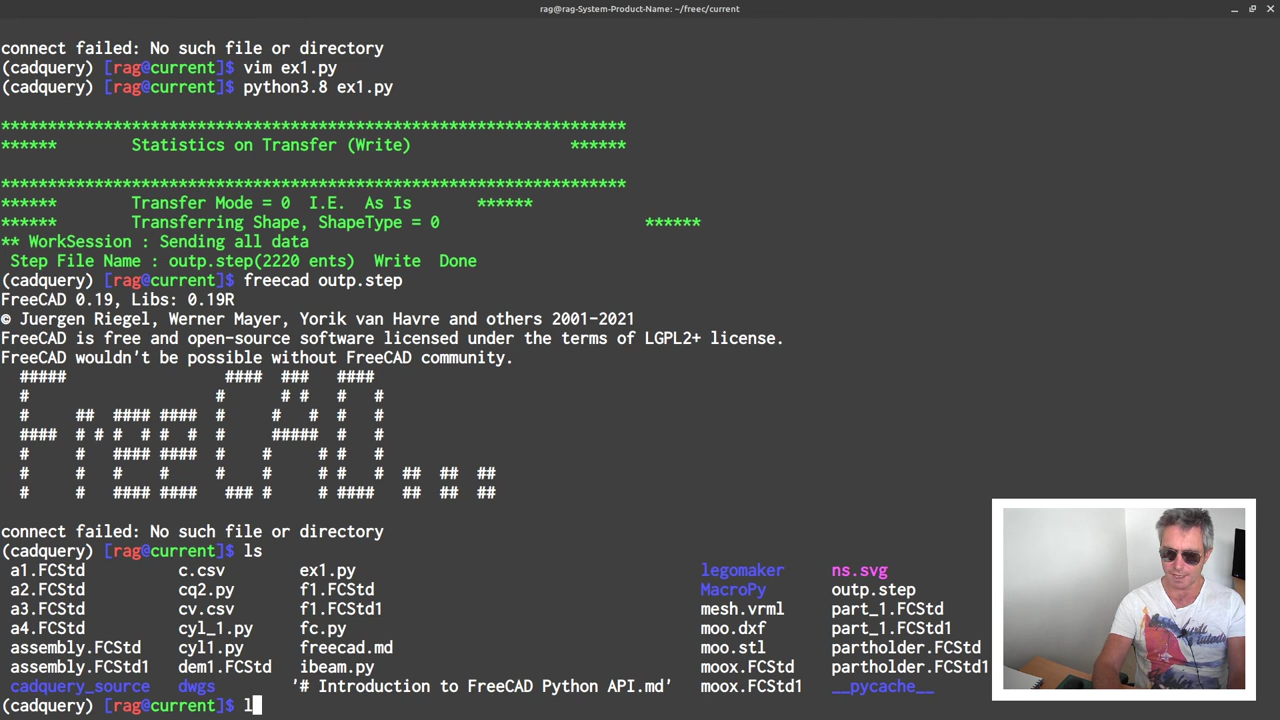 rag@rag-System-Product-Name: ~/freec/current
connect failed: No such file or directory
(cadquery) [rag@current]$ vim ex1.py
(cadquery) [rag@current]$ python3.8 ex1.py
*******************************************************************
****** Statistics on Transfer (Write) ******
*******************************************************************
****** Transfer Mode = 0 I.E. As Is ******
****** Transferring Shape, ShapeType = 0 ******
** WorkSession : Sending all data
Step File Name : outp.step(2220 ents) Write Done
(cadquery) [rag@current]$ freecad outp.step
FreeCAD 0.19, Libs: 0.19R
© Juergen Riegel, Werner Mayer, Yorik van Havre and others 2001-2021
FreeCAD is free and open-source software licensed under the terms of LGPL2+ license.
FreeCAD wouldn't be possible without FreeCAD community.
FreeCAD...
connect failed: No such file or directory
(cadquery) [rag@current]$ ls
a1.FCStd c.csv ex1.py legomaker ns.svg
a2.FCStd cq2.py f1.FCStd MacroPy outp.step
a3.FCStd cv.csv f1.FCStd1 mesh.vrml part_1.FCStd
a4.FCStd cyl_1.py fc.py moo.dxf part_1.FCStd1
assembly.FCStd cyl1.py freecad.md moo.stl partholder.FCStd
assembly.FCStd1 dem1.FCStd ibeam.py moox.FCStd partholder.FCStd1
cadquery_source dwgs '# Introduction to FreeCAD Python API.md' moox.FCStd1 __pycache__
(cadquery) [rag@current]$ l